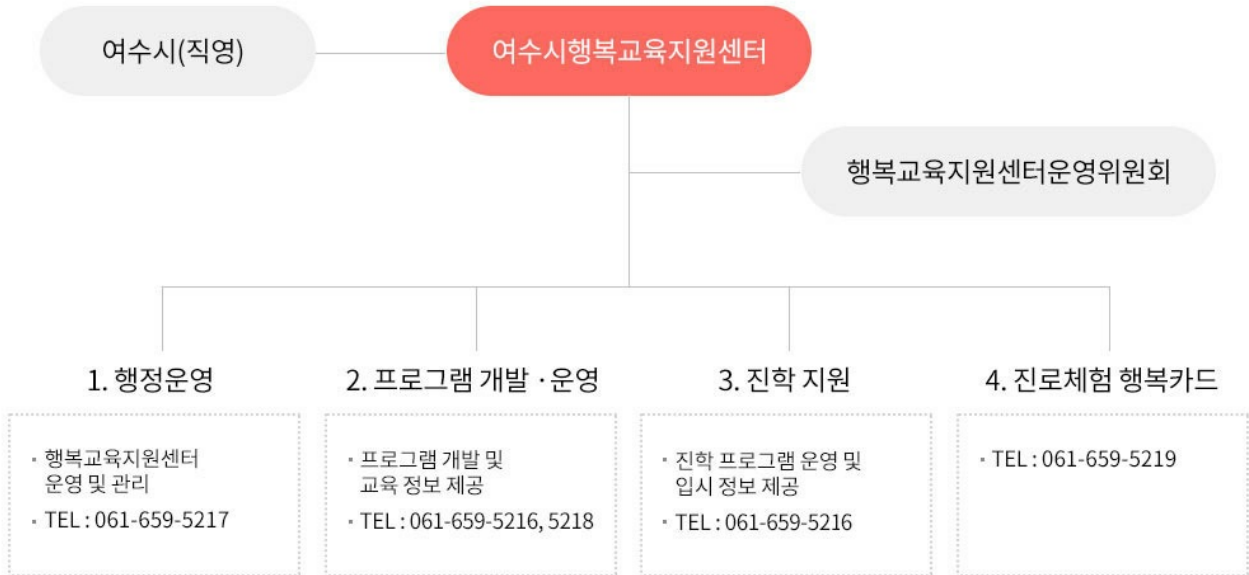 여수시(직영)
여수시행복교육지원센터
행복교육지원센터운영위원회
1. 행정운영
· 행복교육지원센터
운영 및 관리
· TEL : 061-659-5217
2. 프로그램 개발 · 운영
· 프로그램 개발 및
교육 정보 제공
· TEL : 061-659-5216, 5218
3. 진학 지원
· 진학 프로그램 운영 및
입시 정보 제공
· TEL : 061-659-5216
4. 진로체험 행복카드
· TEL : 061-659-5219